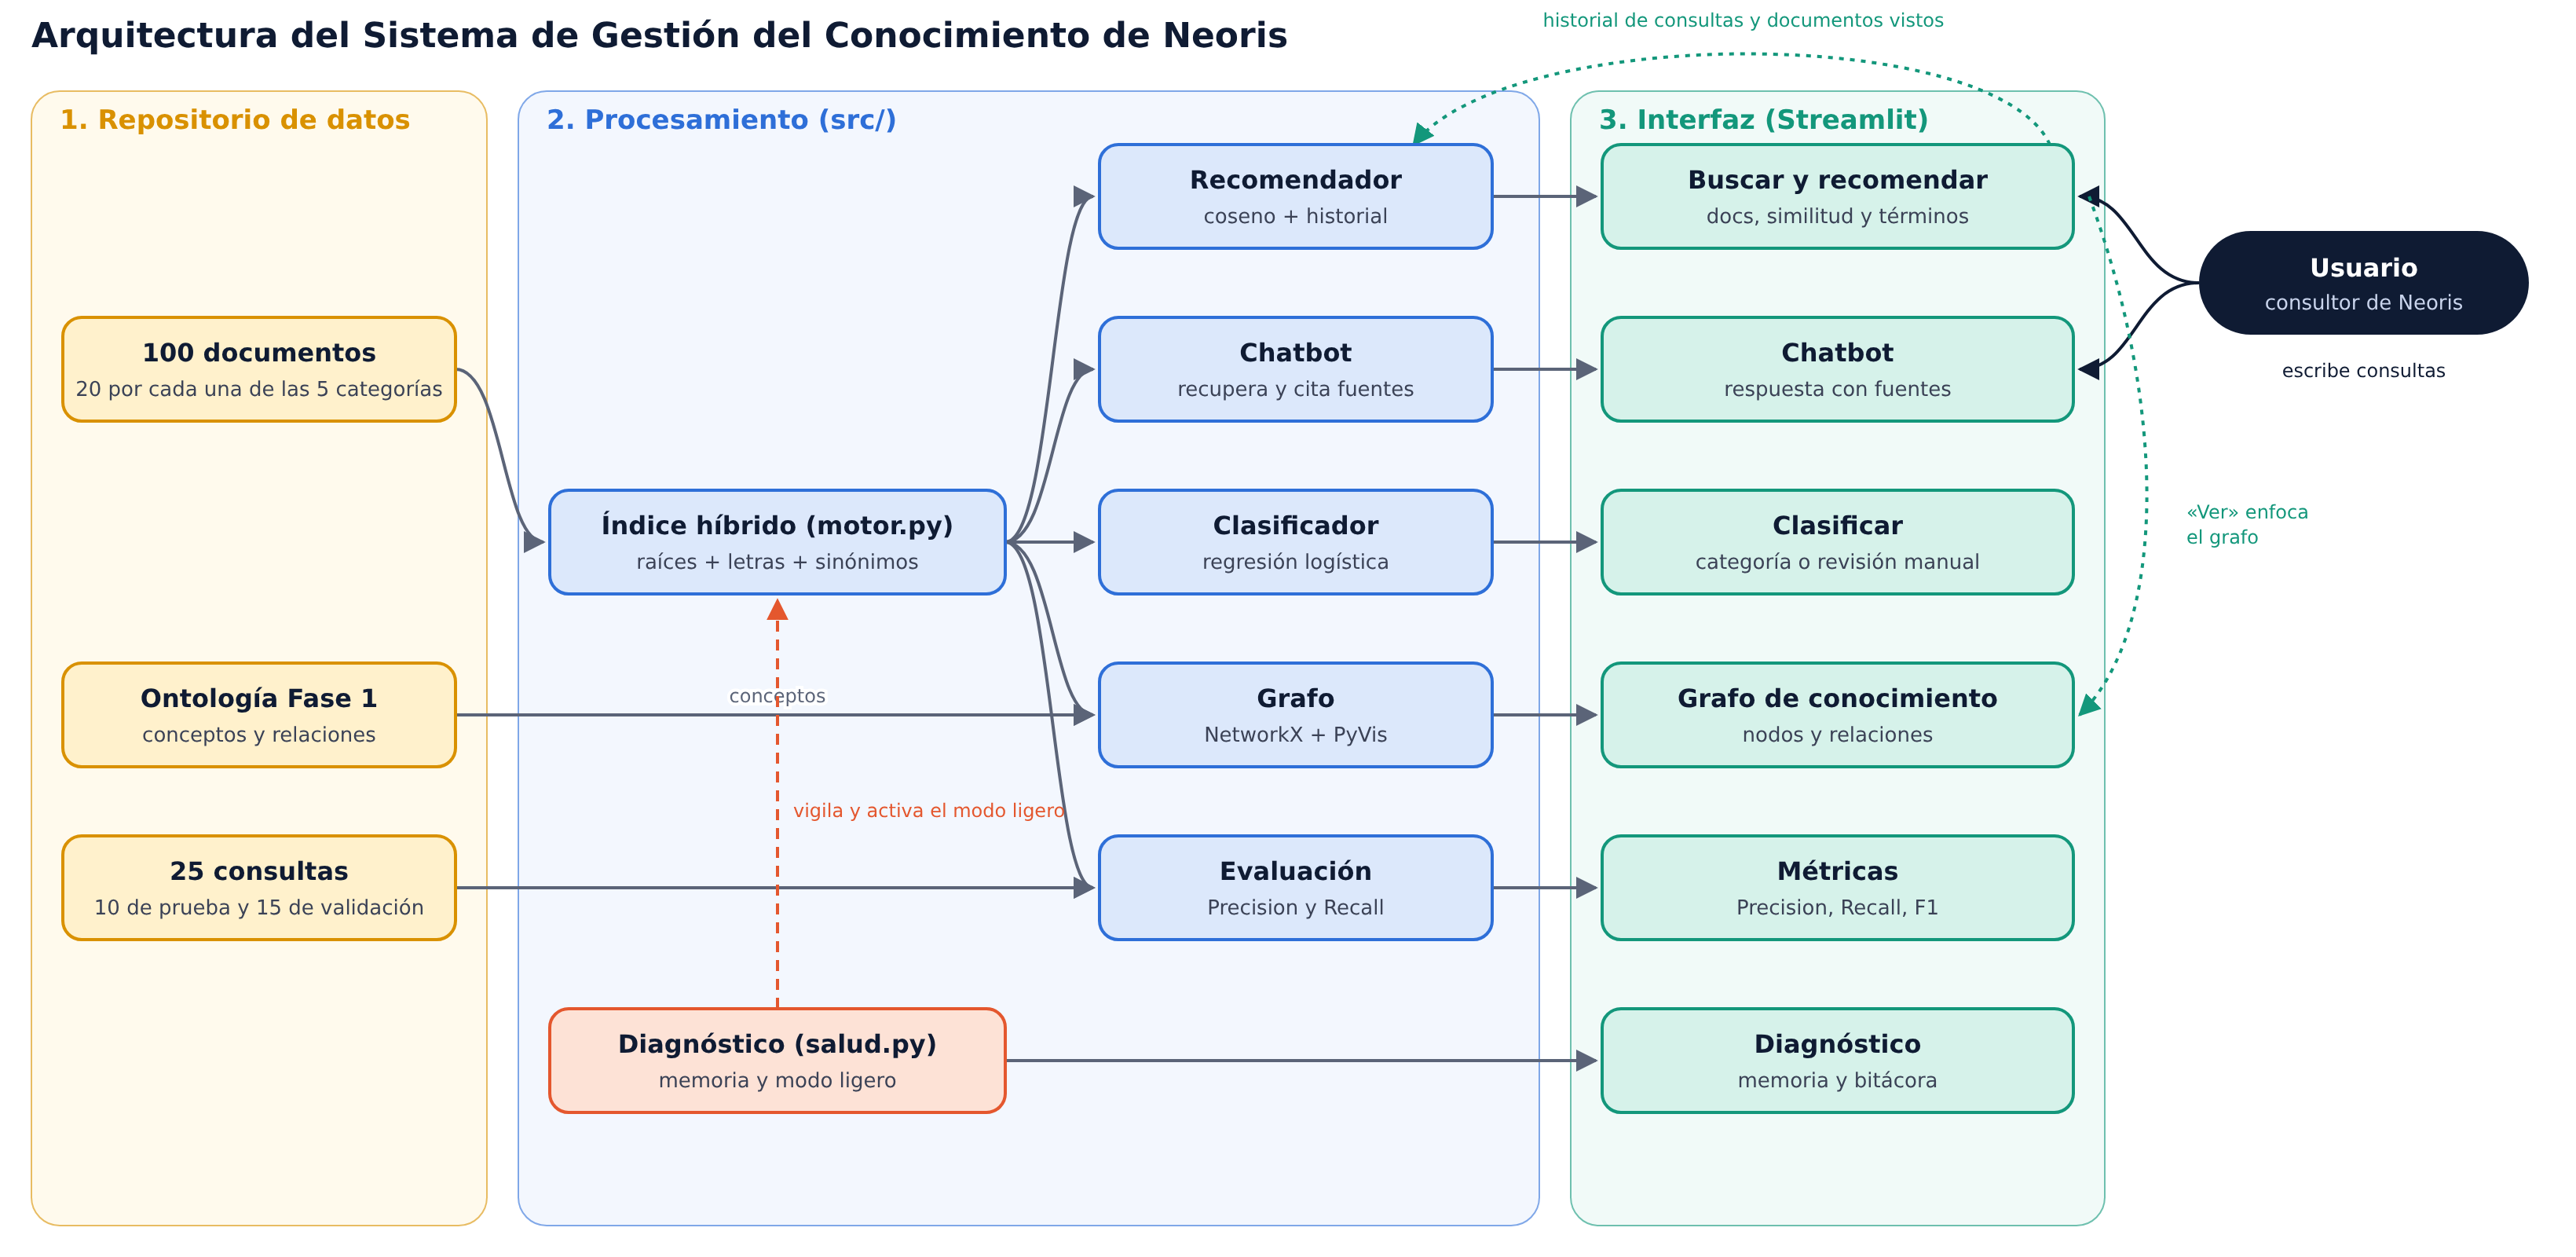 Arquitectura del Sistema de Gestión del Conocimiento de Neoris
historial de consultas y documentos vistos
1. Repositorio de datos
100 documentos
20 por cada una de las 5 categorías
Ontología Fase 1
conceptos y relaciones
25 consultas
10 de prueba y 15 de validación
2. Procesamiento (src/)
Índice híbrido (motor.py)
raíces + letras + sinónimos
conceptos
vigila y activa el modo ligero
Diagnóstico (salud.py)
memoria y modo ligero
Recomendador
coseno + historial
Chatbot
recupera y cita fuentes
Clasificador
regresión logística
Grafo
NetworkX + PyVis
Evaluación
Precision y Recall
3. Interfaz (Streamlit)
Buscar y recomendar
docs, similitud y términos
Chatbot
respuesta con fuentes
Clasificar
categoría o revisión manual
Grafo de conocimiento
nodos y relaciones
Métricas
Precision, Recall, F1
Diagnóstico
memoria y bitácora
Usuario
consultor de Neoris
escribe consultas
«Ver» enfoca
el grafo